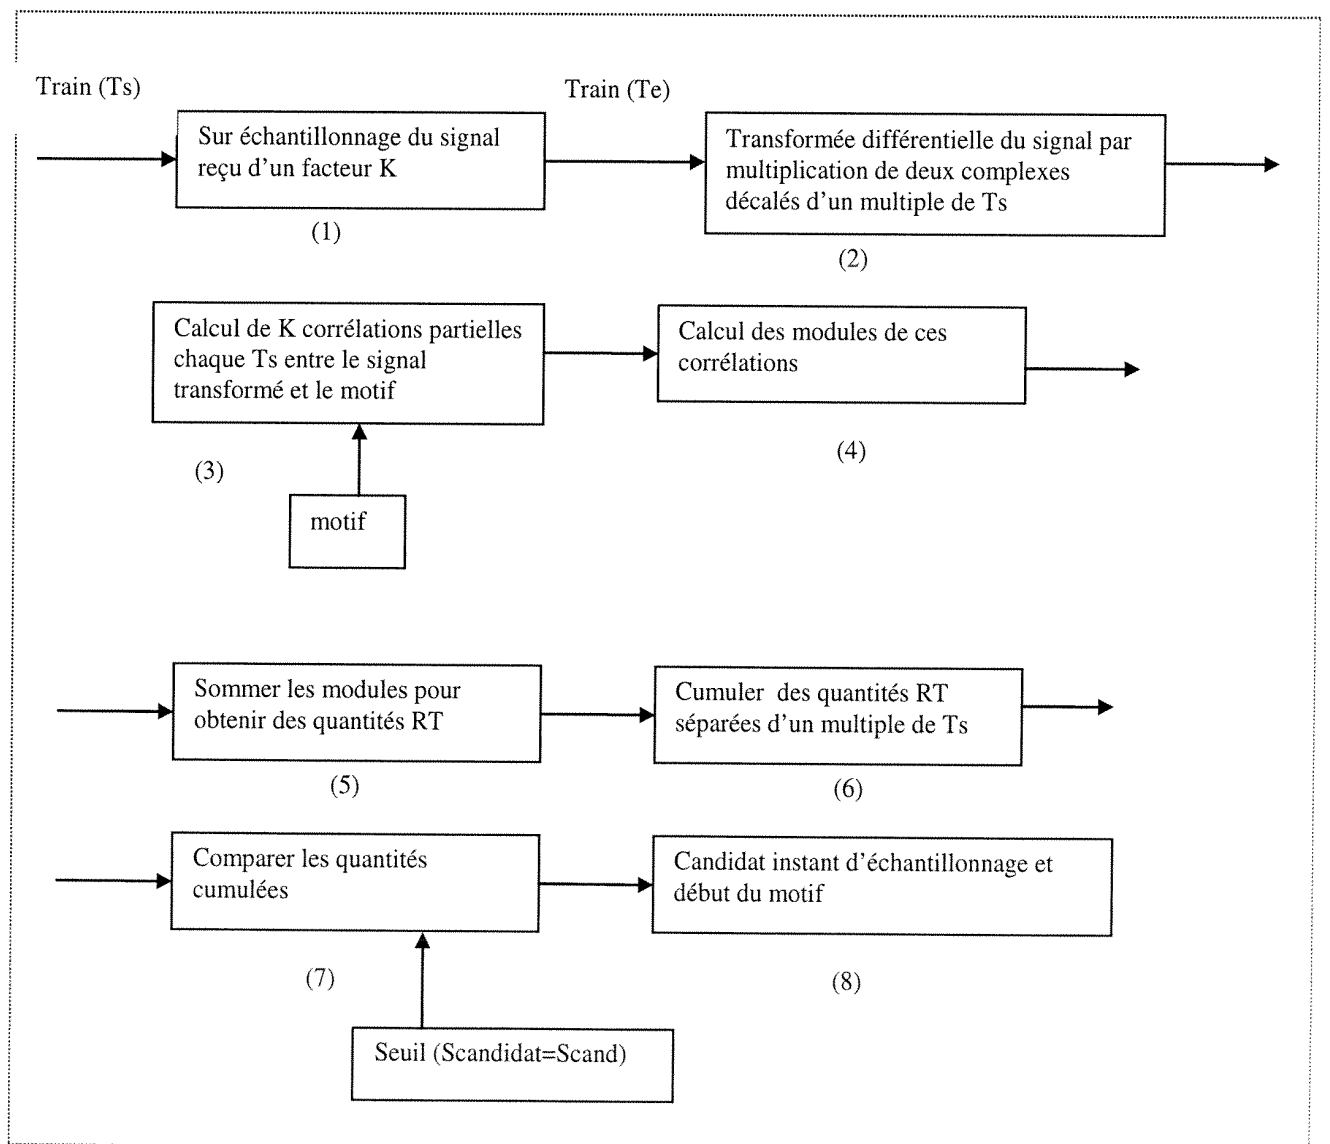 Train (Ts)
Train (Te)
Sur échantillonnage du signal
reçu d'un facteur K
(1)
Transformée différentielle du signal par
multiplication de deux complexes
décalés d'un multiple de Ts
(2)
Calcul de K corrélations partielles
chaque Ts entre le signal
transformé et le motif
(3)
motif
Calcul des modules de ces
corrélations
(4)
Sommer les modules pour
obtenir des quantités RT
(5)
Cumuler des quantités RT
séparées d'un multiple de Ts
(6)
Comparer les quantités
cumulées
(7)
Candidat instant d'échantillonnage et
début du motif
(8)
Seuil (Scandidat=Scand)